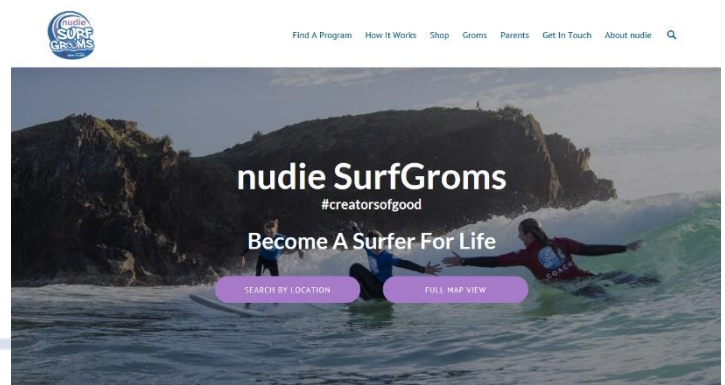 nudie
SURF
GROMS
Find A Program How It Works Shop Groms Parents Get In Touch About nudie
nudie SurfGroms
#creatorsofgood
Become A Surfer For Life
SEARCH BY LOCATION FULL MAP VIEW
COACH